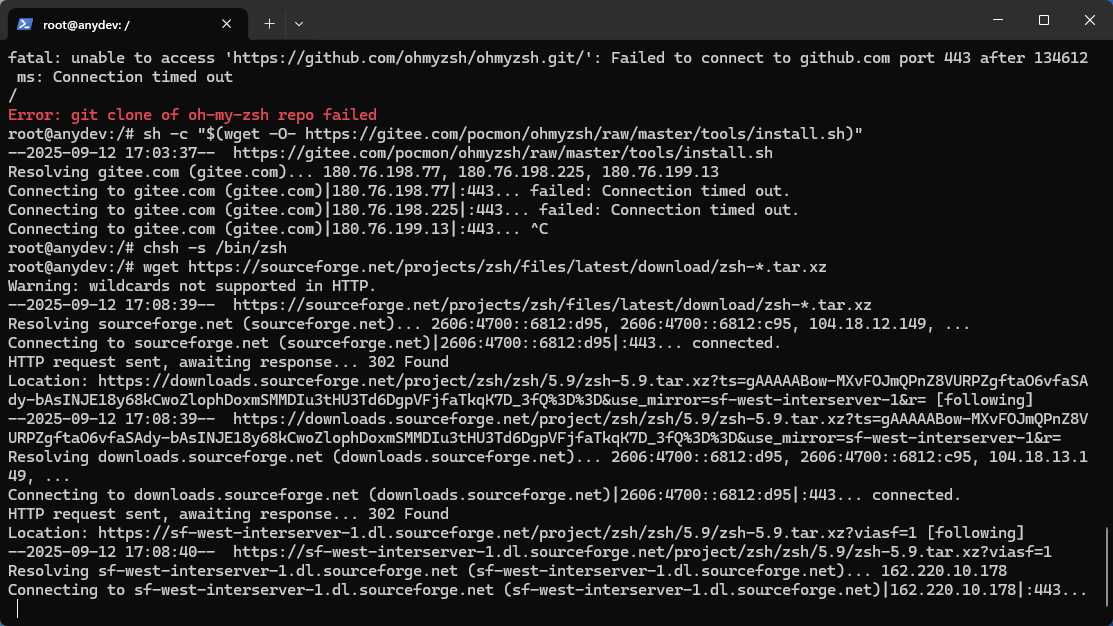 root@anydev: /
fatal: unable to access 'https://github.com/ohmyzsh/ohmyzsh.git/': Failed to connect to github.com port 443 after 134612
 ms: Connection timed out
/
Error: git clone of oh-my-zsh repo failed
root@anydev:/# sh -c "$(wget -O- https://gitee.com/pocmon/ohmyzsh/raw/master/tools/install.sh)"
--2025-09-12 17:03:37--  https://gitee.com/pocmon/ohmyzsh/raw/master/tools/install.sh
Resolving gitee.com (gitee.com)... 180.76.198.77, 180.76.198.225, 180.76.199.13
Connecting to gitee.com (gitee.com)|180.76.198.77|:443... failed: Connection timed out.
Connecting to gitee.com (gitee.com)|180.76.198.225|:443... failed: Connection timed out.
Connecting to gitee.com (gitee.com)|180.76.199.13|:443... ^C
root@anydev:/# chsh -s /bin/zsh
root@anydev:/# wget https://sourceforge.net/projects/zsh/files/latest/download/zsh-*.tar.xz
Warning: wildcards not supported in HTTP.
--2025-09-12 17:08:39--  https://sourceforge.net/projects/zsh/files/latest/download/zsh-*.tar.xz
Resolving sourceforge.net (sourceforge.net)... 2606:4700::6812:d95, 2606:4700::6812:c95, 104.18.12.149, ...
Connecting to sourceforge.net (sourceforge.net)|2606:4700::6812:d95|:443... connected.
HTTP request sent, awaiting response... 302 Found
Location: https://downloads.sourceforge.net/project/zsh/zsh/5.9/zsh-5.9.tar.xz?ts=gAAAAABow-MXvFOJmQPnZ8VURPZgftaO6vfaSA
dy-bAsINJE18y68kCwoZlophDoxmSMMDIu3tHU3Td6DgpVFjfaTkqK7D_3fQ%3D%3D&use_mirror=sf-west-interserver-1&r= [following]
--2025-09-12 17:08:39--  https://downloads.sourceforge.net/project/zsh/zsh/5.9/zsh-5.9.tar.xz?ts=gAAAAABow-MXvFOJmQPnZ8V
URPZgftaO6vfaSAdy-bAsINJE18y68kCwoZlophDoxmSMMDIu3tHU3Td6DgpVFjfaTkqK7D_3fQ%3D%3D&use_mirror=sf-west-interserver-1&r=
Resolving downloads.sourceforge.net (downloads.sourceforge.net)... 2606:4700::6812:d95, 2606:4700::6812:c95, 104.18.13.1
49, ...
Connecting to downloads.sourceforge.net (downloads.sourceforge.net)|2606:4700::6812:d95|:443... connected.
HTTP request sent, awaiting response... 302 Found
Location: https://sf-west-interserver-1.dl.sourceforge.net/project/zsh/zsh/5.9/zsh-5.9.tar.xz?viasf=1 [following]
--2025-09-12 17:08:40--  https://sf-west-interserver-1.dl.sourceforge.net/project/zsh/zsh/5.9/zsh-5.9.tar.xz?viasf=1
Resolving sf-west-interserver-1.dl.sourceforge.net (sf-west-interserver-1.dl.sourceforge.net)... 162.220.10.178
Connecting to sf-west-interserver-1.dl.sourceforge.net (sf-west-interserver-1.dl.sourceforge.net)|162.220.10.178|:443...